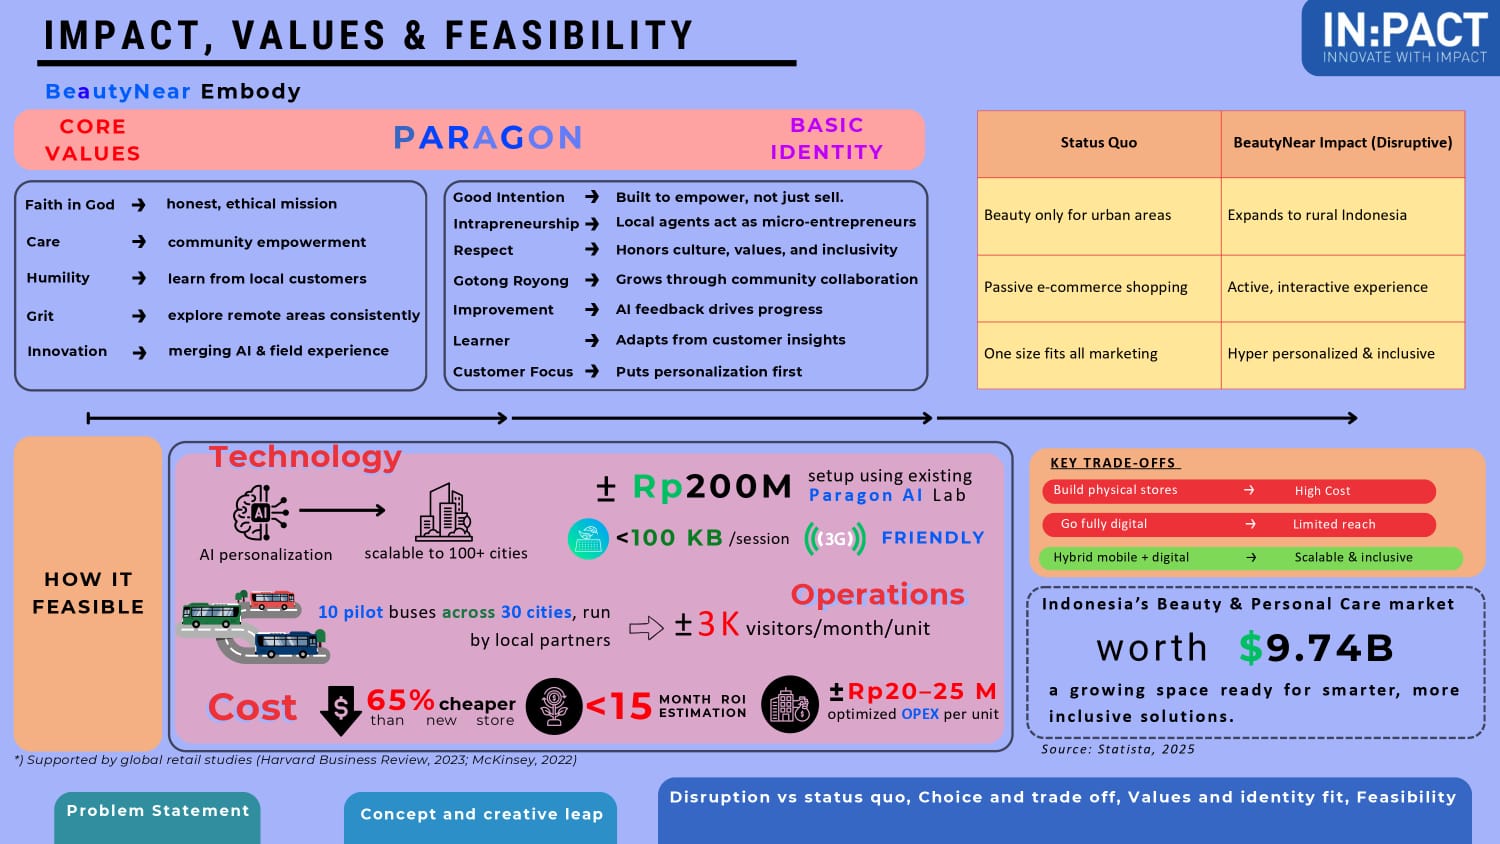 IMPACT, VALUES & FEASIBILITY
IN:PACT
INNOVATE WITH IMPACT
BeautyNear Embody
CORE
VALUES
PARAGON
BASIC
IDENTITY
Faith in God → honest, ethical mission
Care → community empowerment
Humility → learn from local customers
Grit → explore remote areas consistently
Innovation → merging AI & field experience
Good Intention → Built to empower, not just sell.
Intrapreneurship → Local agents act as micro-entrepreneurs
Respect → Honors culture, values, and inclusivity
Gotong Royong → Grows through community collaboration
Improvement → AI feedback drives progress
Learner → Adapts from customer insights
Customer Focus → Puts personalization first
Status Quo BeautyNear Impact (Disruptive)
Beauty only for urban areas Expands to rural Indonesia
Passive e-commerce shopping Active, interactive experience
One size fits all marketing Hyper personalized & inclusive
HOW IT
FEASIBLE
Technology
AI
AI personalization
scalable to 100+ cities
± Rp200M
setup using existing
Paragon AI Lab
<100 KB /session
(3G)
FRIENDLY
Operations
10 pilot buses across 30 cities, run
by local partners
±3K visitors/month/unit
Cost
$
65% cheaper
than new store
<15 MONTH ROI
ESTIMATION
±Rp20–25 M
optimized OPEX per unit
*) Supported by global retail studies (Harvard Business Review, 2023; McKinsey, 2022)
KEY TRADE-OFFS
Build physical stores → High Cost
Go fully digital → Limited reach
Hybrid mobile + digital → Scalable & inclusive
Indonesia's Beauty & Personal Care market
worth $9.74B
a growing space ready for smarter, more
inclusive solutions.
Source: Statista, 2025
Problem Statement
Concept and creative leap
Disruption vs status quo, Choice and trade off, Values and identity fit, Feasibility